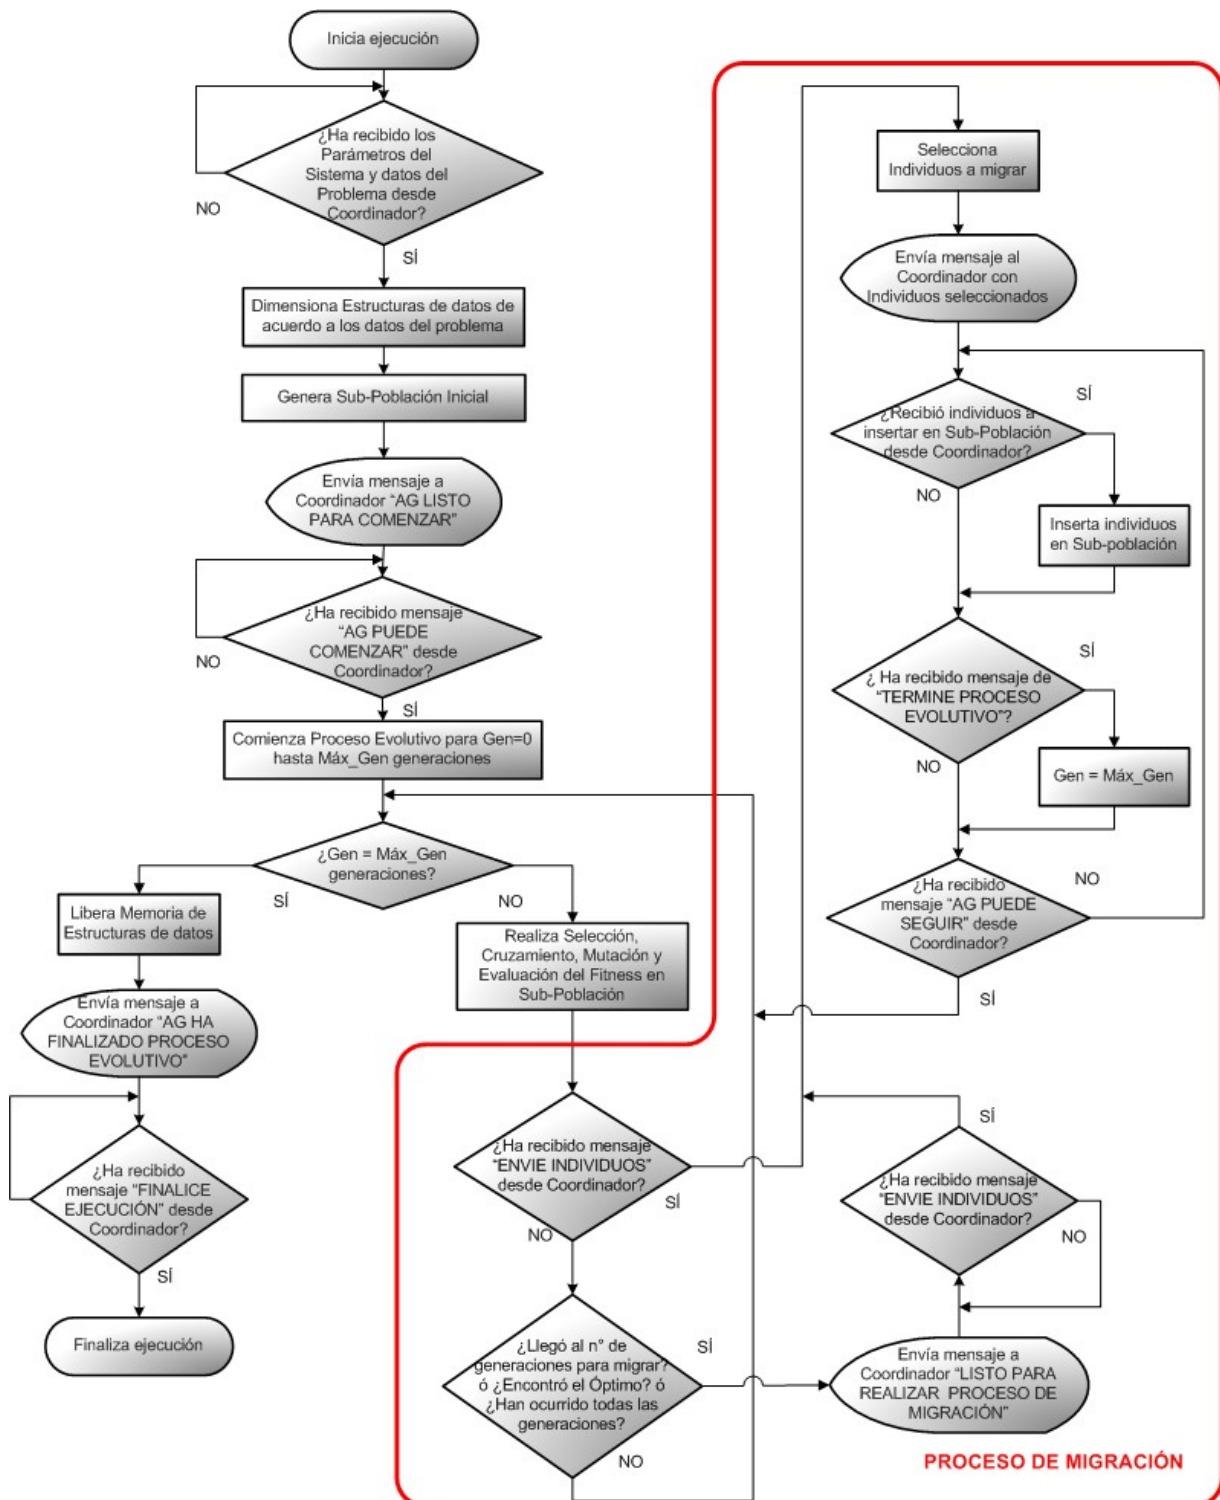 Inicia ejecución
¿Ha recibido los
Parámetros del
Sistema y datos del
Problema desde
Coordinador?
NO
SÍ
Dimensiona Estructuras de datos de
acuerdo a los datos del problema
Genera Sub-Población Inicial
Envía mensaje a
Coordinador “AG LISTO
PARA COMENZAR”
¿Ha recibido mensaje
“AG PUEDE
COMENZAR” desde
Coordinador?
NO
SÍ
Comienza Proceso Evolutivo para Gen=0
hasta Máx_Gen generaciones
¿Gen = Máx_Gen
generaciones?
SÍ
NO
Libera Memoria de
Estructuras de datos
Envía mensaje a
Coordinador “AG HA
FINALIZADO PROCESO
EVOLUTIVO”
¿Ha recibido
mensaje “FINALICE
EJECUCIÓN” desde
Coordinador?
SÍ
Finaliza ejecución
Realiza Selección,
Cruzamiento, Mutación y
Evaluación del Fitness en
Sub-Población
¿Ha recibido mensaje
“ENVIE INDIVIDUOS”
desde Coordinador?
SÍ
NO
¿Llegó al n° de
generaciones para migrar?
ó ¿Encontró el Óptimo? ó
¿Han ocurrido todas las
generaciones?
SÍ
NO
Envía mensaje a
Coordinador “LISTO PARA
REALIZAR PROCESO DE
MIGRACIÓN”
¿Ha recibido mensaje
“ENVIE INDIVIDUOS”
desde Coordinador?
SÍ
NO
Selecciona
Individuos a migrar
Envía mensaje al
Coordinador con
Individuos seleccionados
¿Recibió individuos a
insertar en Sub-Población
desde Coordinador?
SÍ
NO
Inserta individuos
en Sub-población
¿ Ha recibido mensaje de
“TERMINE PROCESO
EVOLUTIVO”?
SÍ
NO
Gen = Máx_Gen
¿Ha recibido
mensaje “AG PUEDE
SEGUIR” desde
Coordinador?
NO
SÍ
PROCESO DE MIGRACIÓN